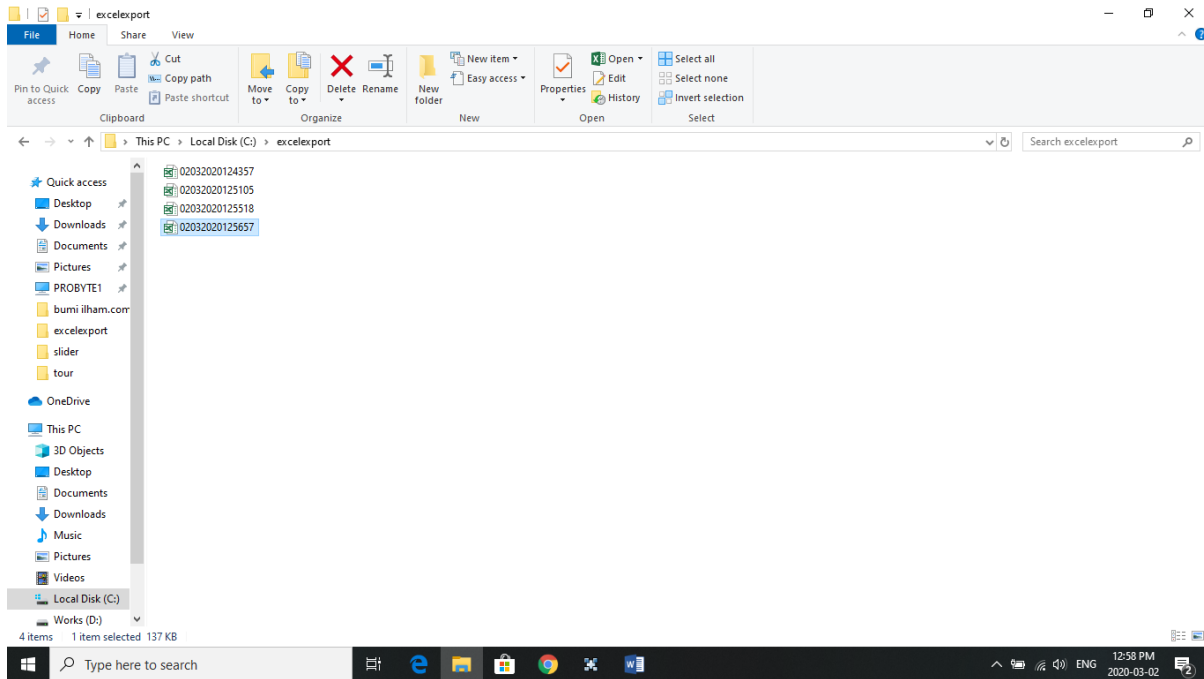 excelexport
File Home Share View
Pin to Quick access
Copy
Paste
Cut
Copy path
Paste shortcut
Move to
Copy to
Delete
Rename
New folder
New item
Easy access
Properties
Open
Edit
History
Select all
Select none
Invert selection
Clipboard Organize New Open Select
This PC > Local Disk (C:) > excelexport
Search excelexport
Quick access
Desktop
Downloads
Documents
Pictures
PROBYTE1
bumi ilham.com
excelexport
slider
tour
OneDrive
This PC
3D Objects
Desktop
Documents
Downloads
Music
Pictures
Videos
Local Disk (C:)
Works (D:)
02032020124357
02032020125105
02032020125518
02032020125657
4 items 1 item selected 137 KB
Type here to search
ENG
12:58 PM
2020-03-02
2